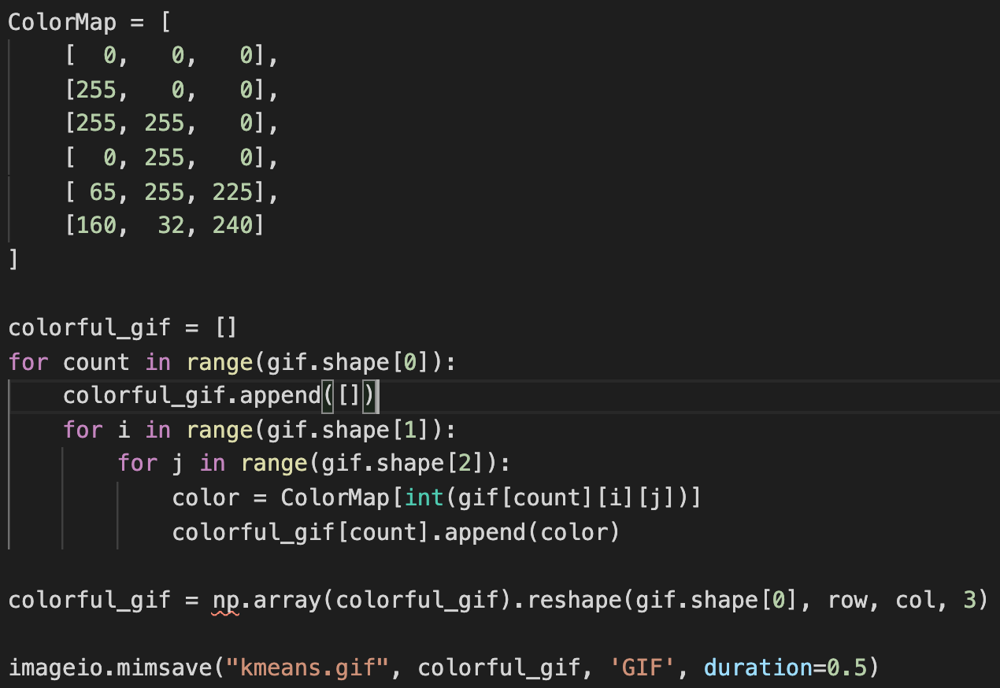 ColorMap = [
    [  0,   0,   0],
    [255,   0,   0],
    [255, 255,   0],
    [  0, 255,   0],
    [ 65, 255, 225],
    [160,  32, 240]
]
colorful_gif = []
for count in range(gif.shape[0]):
    colorful_gif.append([])
    for i in range(gif.shape[1]):
        for j in range(gif.shape[2]):
            color = ColorMap[int(gif[count][i][j])]
            colorful_gif[count].append(color)
colorful_gif = np.array(colorful_gif).reshape(gif.shape[0], row, col, 3)
imageio.mimsave("kmeans.gif", colorful_gif, 'GIF', duration=0.5)